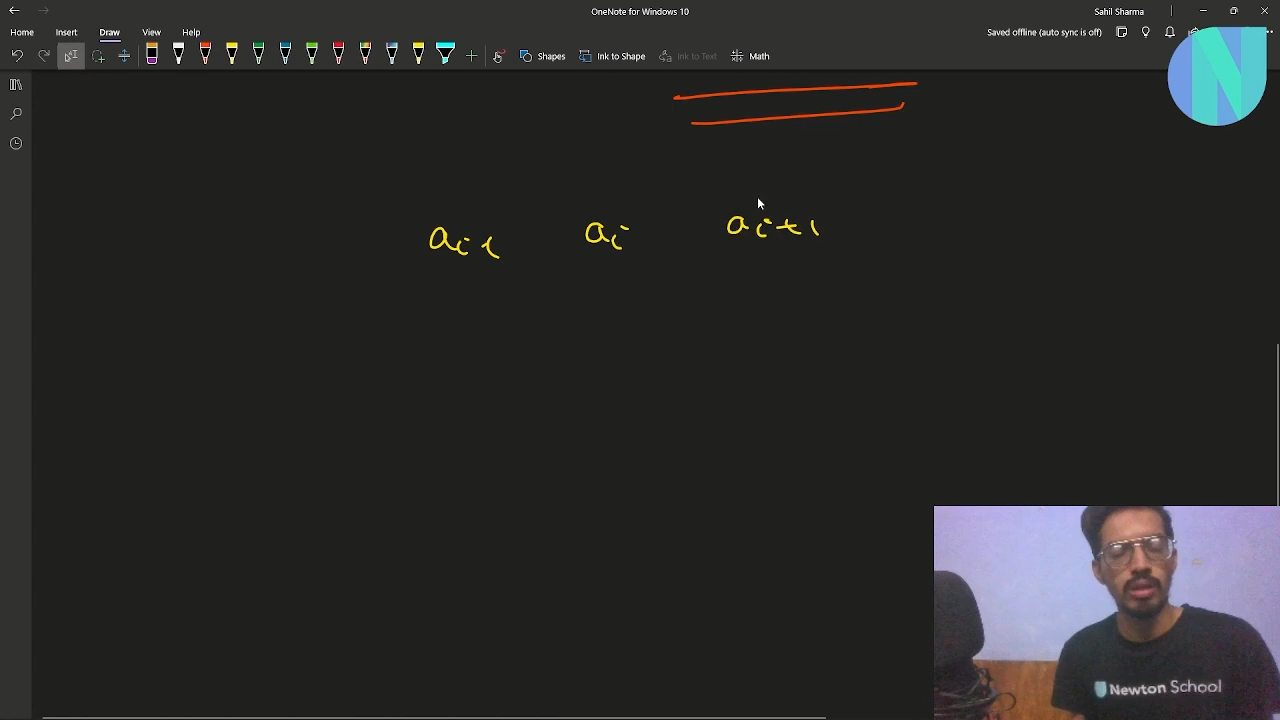 OneNote for Windows 10
Sahil Sharma
Home Insert Draw View Help
Saved offline (auto sync is off)
Shapes Ink to Shape Ink to Text Math
N
ai-1 ai ai+1
Newton School